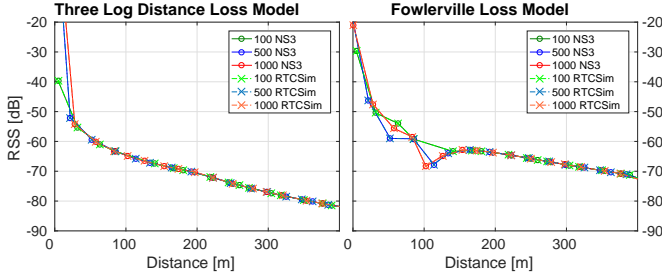 Three Log Distance Loss Model
-20
-30
-40
-50
-60
-70
-80
-90
RSS [dB]
0
100
200
300
Distance [m]
100 NS3
500 NS3
1000 NS3
100 RTCSim
500 RTCSim
1000 RTCSim
Fowlerville Loss Model
-20
-30
-40
-50
-60
-70
-80
-90
0
100
200
300
Distance [m]
100 NS3
500 NS3
1000 NS3
100 RTCSim
500 RTCSim
1000 RTCSim